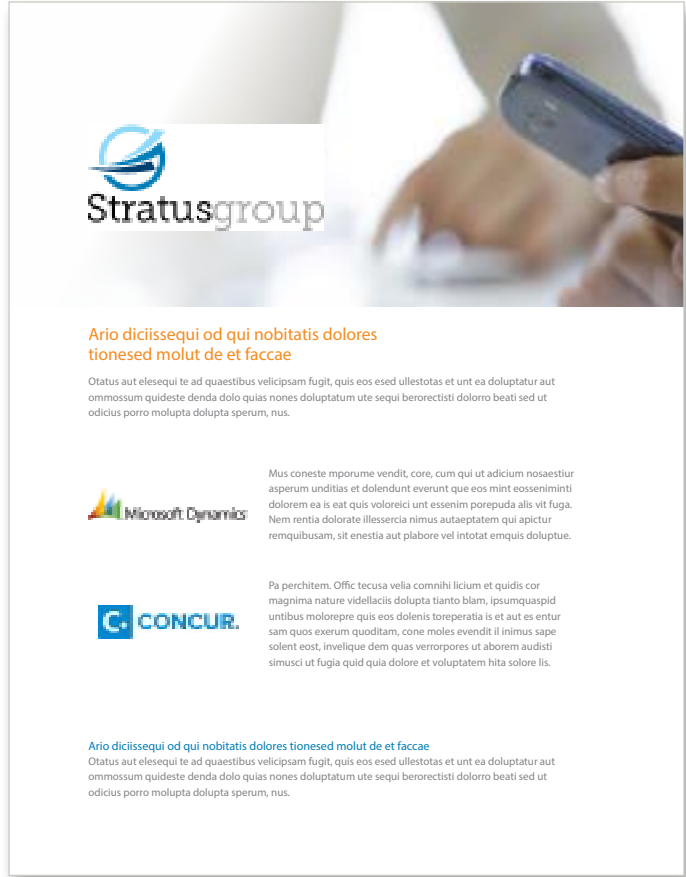 Stratusgroup
Ario diciissequi od qui nobitatis dolores
tionesed molut de et faccae
Otatus aut elesequi te ad quaestibus velicipsam fugit, quis eos esed ullestotas et unt ea doluptatur aut
ommossum quideste denda dolo quias nones doluptatum ute sequi berorectisti dolorro beati sed ut
odicius porro molupta dolupta sperum, nus.
Mus coneste mporume vendit, core, cum qui ut adicium nosaestiur
asperum unditias et dolendunt everunt que eos mint eosseniminti
dolorem ea is eat quis voloreici unt essenim porepuda alis vit fuga.
Nem rentia dolorate illessercia nimus autaeptatem qui apictur
remquibusam, sit enestia aut plabore vel intotat emquis doluptue.
Microsoft Dynamics
Pa perchitem. Offic tecusa velia comnihi licium et quidis cor
magnima nature videllaciis dolupta tianto blam, ipsumquaspid
untibus molorepre quis eos dolenis toreperatia is et aut es entur
sam quos exerum quoditam, cone moles evendit il inimus sape
solent eost, invelique dem quas verrorpores ut aborem audisti
simusci ut fugia quid quia dolore et voluptatem hita solore lis.
C. CONCUR.
Ario diciissequi od qui nobitatis dolores tionesed molut de et faccae
Otatus aut elesequi te ad quaestibus velicipsam fugit, quis eos esed ullestotas et unt ea doluptatur aut
ommossum quideste denda dolo quias nones doluptatum ute sequi berorectisti dolorro beati sed ut
odicius porro molupta dolupta sperum, nus.